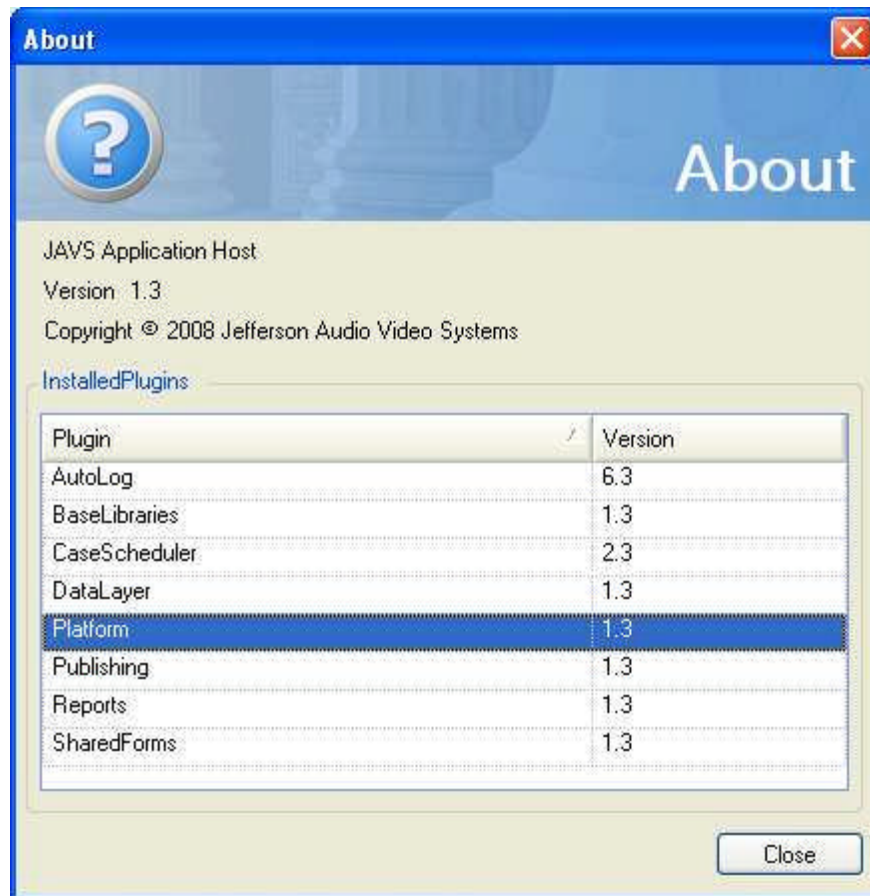 About
About
JAVS Application Host
Version 1.3
Copyright © 2008 Jefferson Audio Video Systems
InstalledPlugins
Plugin Version
AutoLog 6.3
BaseLibraries 1.3
CaseScheduler 2.3
DataLayer 1.3
Platform 1.3
Publishing 1.3
Reports 1.3
SharedForms 1.3
Close